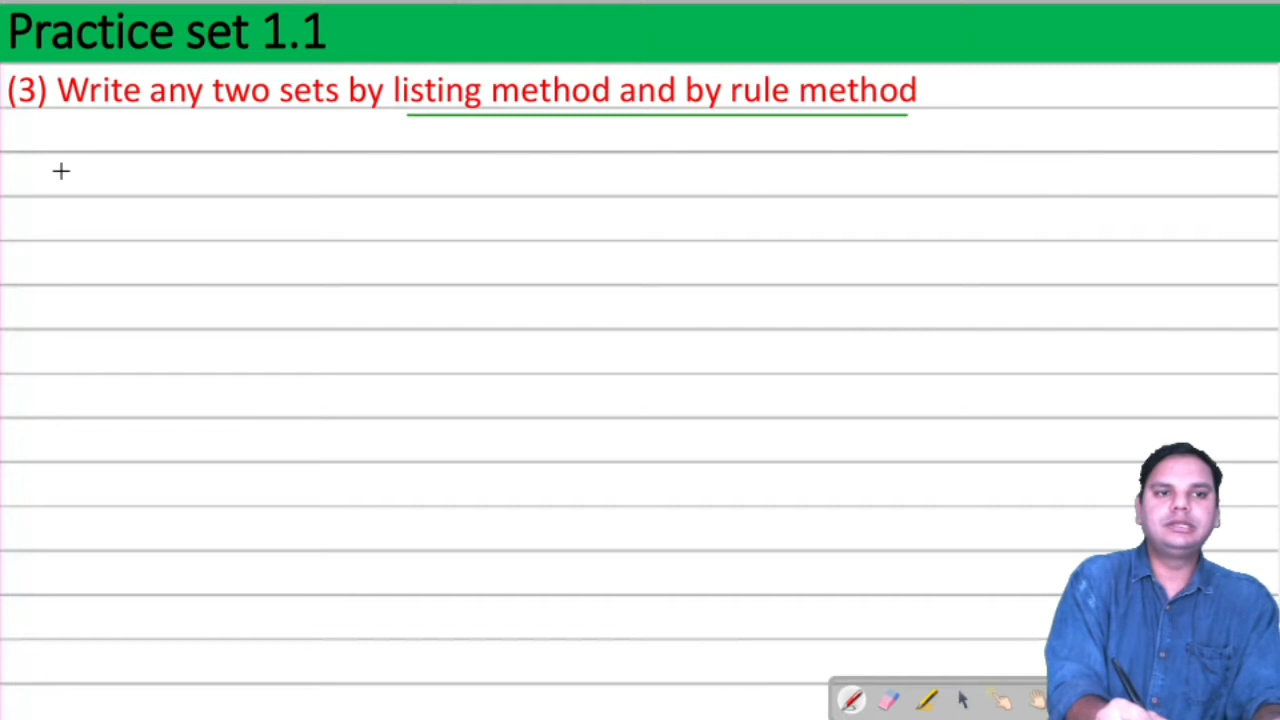 Practice set 1.1
(3) Write any two sets by listing method and by rule method